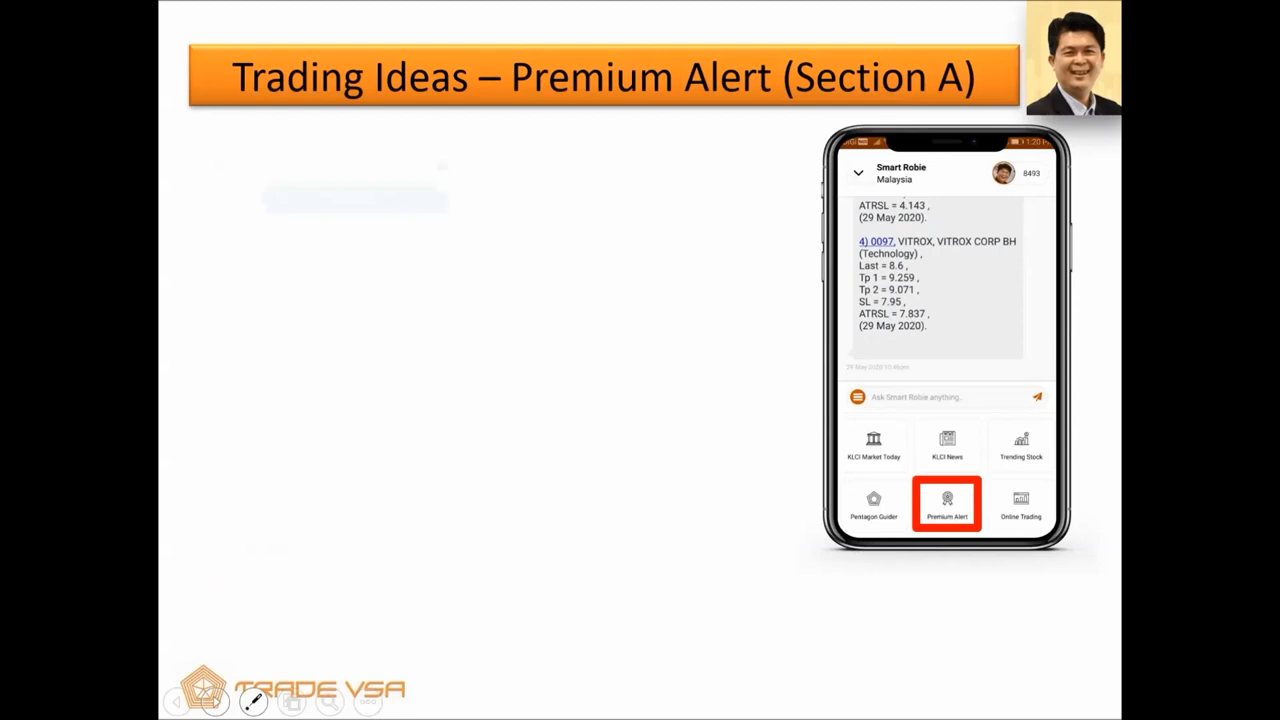 Trading Ideas – Premium Alert (Section A)
DIGI
1:20 P
Smart Robie
Malaysia
8493
ATRSL = 4.143 ,
(29 May 2020).
4) 0097, VITROX, VITROX CORP BH
(Technology) ,
Last = 8.6 ,
Tp 1 = 9.259 ,
Tp 2 = 9.071 ,
SL = 7.95 ,
ATRSL = 7.837 ,
(29 May 2020).
Ask Smart Robie anything..
KLCI Market Today
KLCI News
Trending Stock
Pentagon Guider
Premium Alert
Online Trading
TRADE VSA